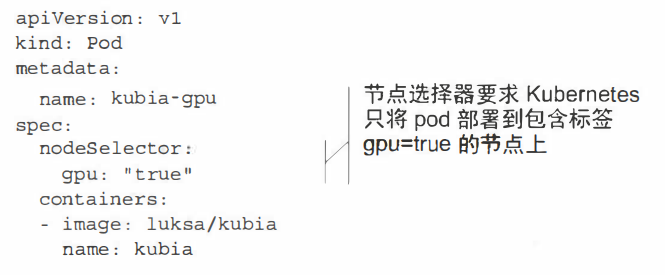 apiVersion: v1
kind: Pod
metadata:
  name: kubia-gpu
spec:
  nodeSelector:
    gpu: "true"
  containers:
  - image: luksa/kubia
    name: kubia
节点选择器要求 Kubernetes
只将 pod 部署到包含标签
gpu=true 的节点上